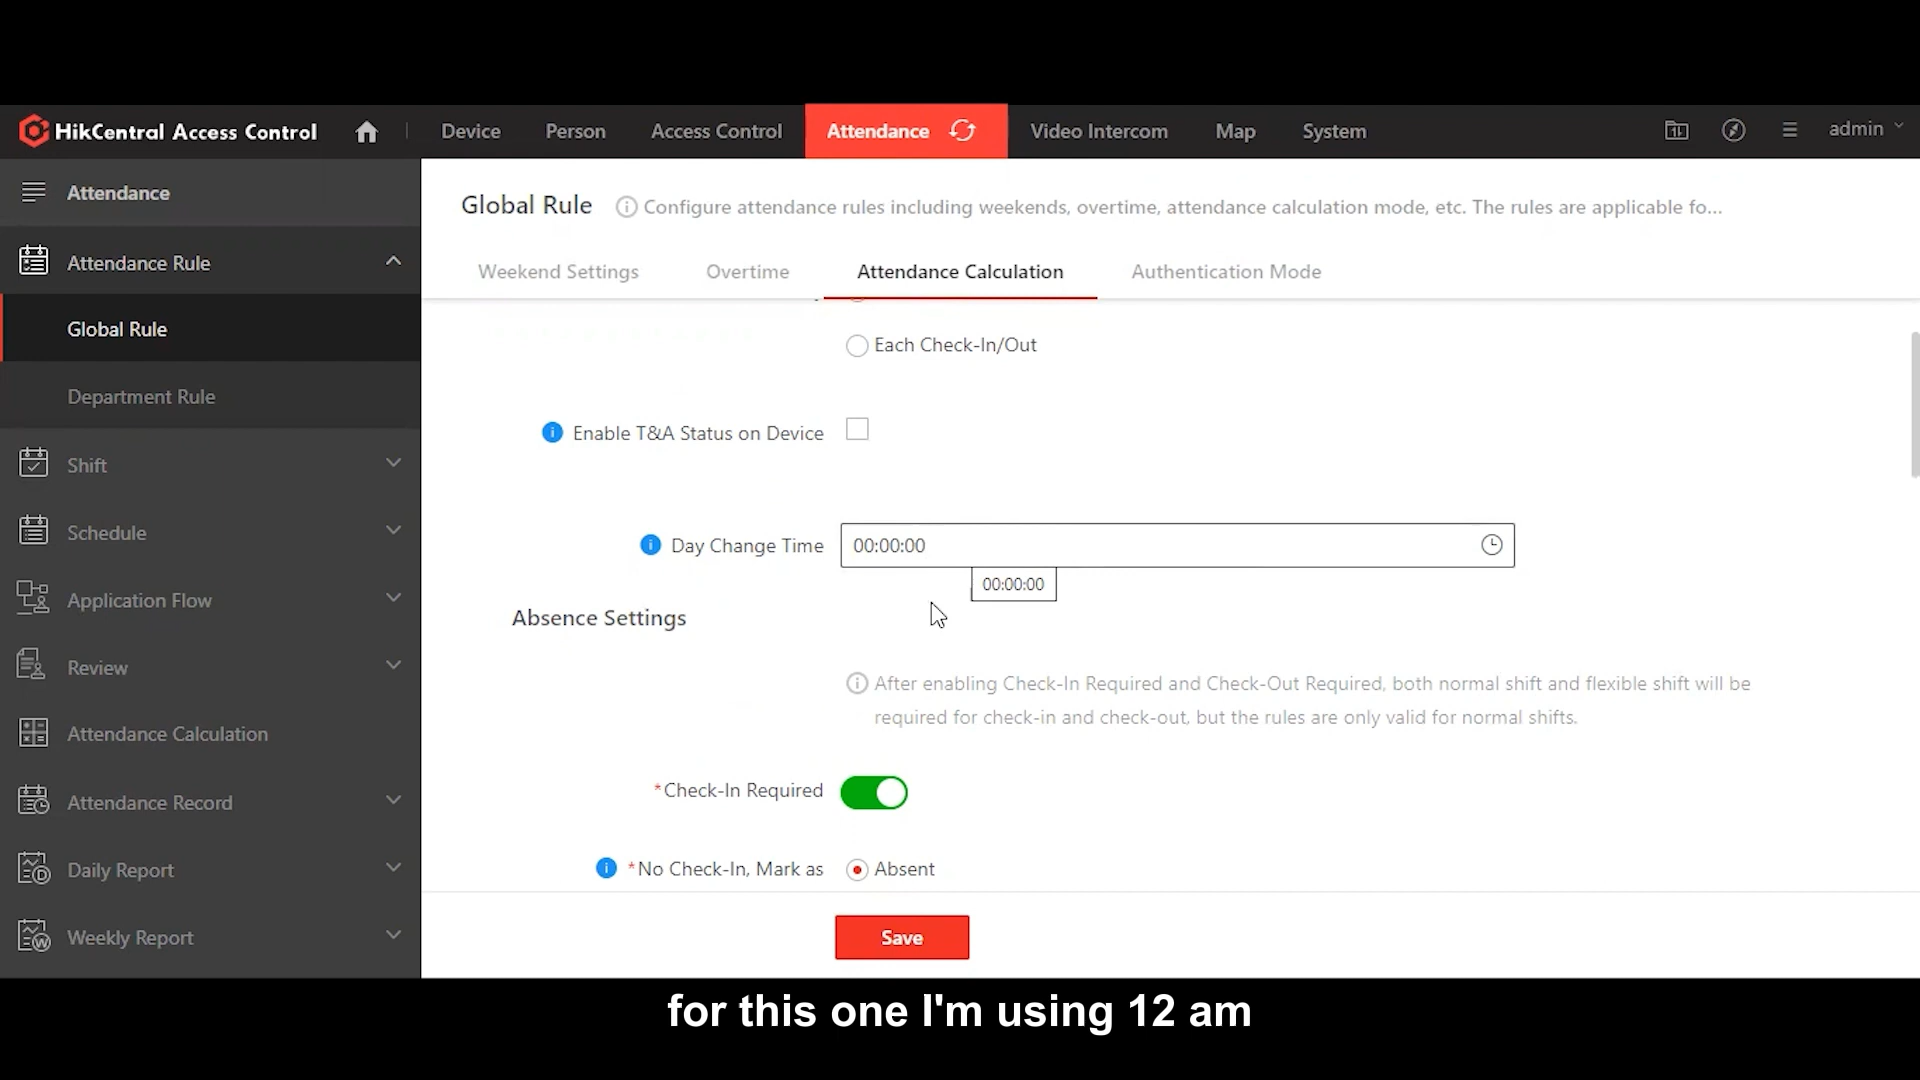 HikCentral Access Control
Device
Person
Access Control
Attendance
Video Intercom
Map
System
admin
Attendance
Attendance Rule
Global Rule
Department Rule
Shift
Schedule
Application Flow
Review
Attendance Calculation
Attendance Record
Daily Report
Weekly Report
Global Rule
Configure attendance rules including weekends, overtime, attendance calculation mode, etc. The rules are applicable fo...
Weekend Settings
Overtime
Attendance Calculation
Authentication Mode
Each Check-In/Out
Enable T&A Status on Device
Day Change Time
00:00:00
00:00:00
Absence Settings
After enabling Check-In Required and Check-Out Required, both normal shift and flexible shift will be
required for check-in and check-out, but the rules are only valid for normal shifts.
*Check-In Required
*No Check-In, Mark as
Absent
Save
for this one I'm using 12 am